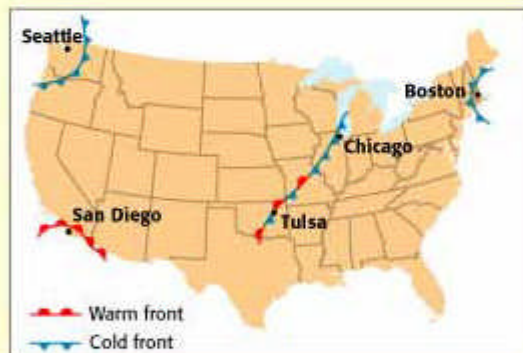 Seattle
Boston
Chicago
San Diego
Tulsa
Warm front
Cold front